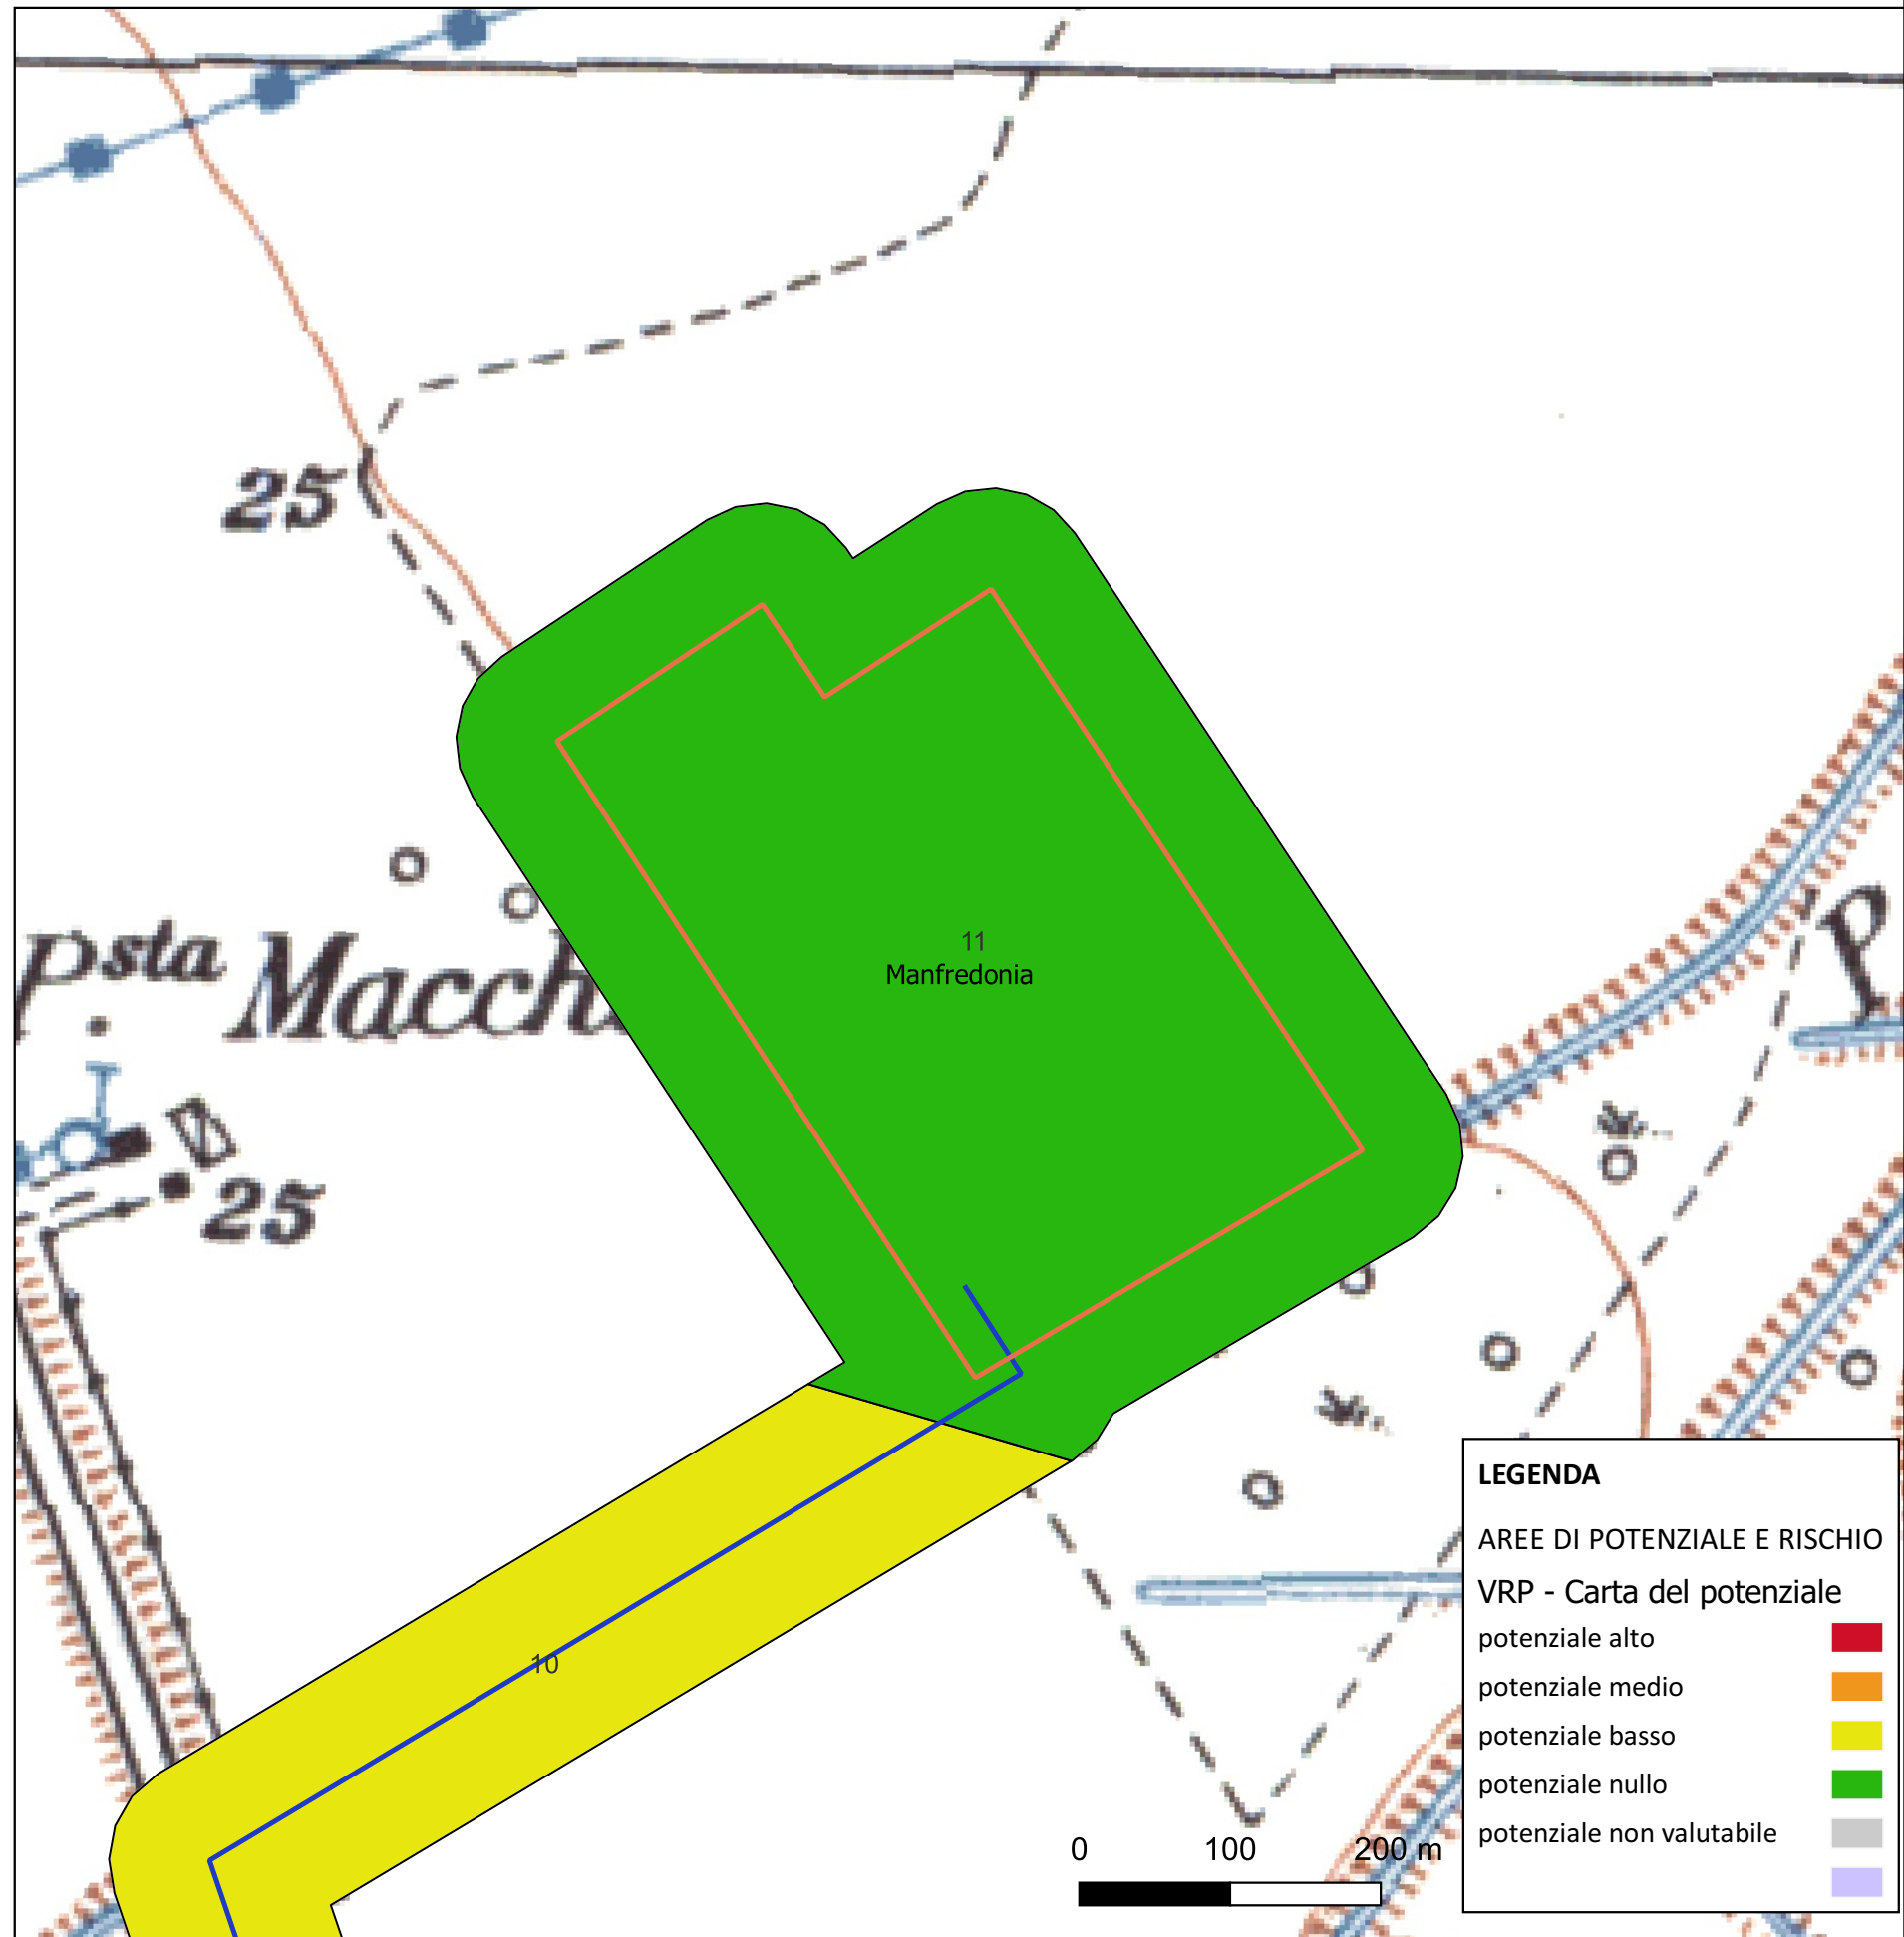 25
11
Manfredonia
Psta Macch
P
25
10
LEGENDA
AREE DI POTENZIALE E RISCHIO
VRP - Carta del potenziale
potenziale alto
potenziale medio
potenziale basso
potenziale nullo
potenziale non valutabile
0 100 200 m